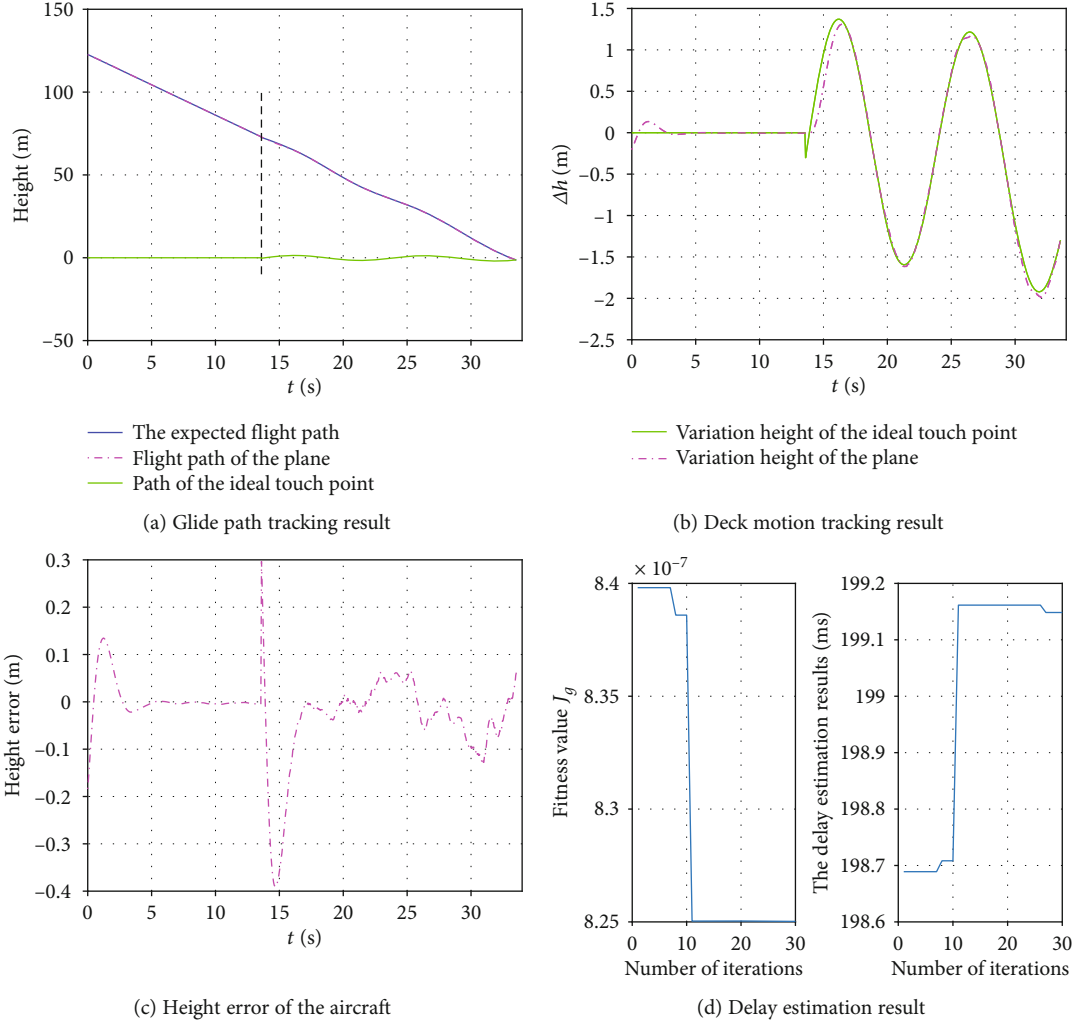 150
100
50
0
−50
Height (m)
0 5 10 15 20 25 30
t (s)
The expected flight path
Flight path of the plane
Path of the ideal touch point
(a) Glide path tracking result
1.5
1
0.5
0
−0.5
−1
−1.5
−2
−2.5
Δh (m)
0 5 10 15 20 25 30
t (s)
Variation height of the ideal touch point
Variation height of the plane
(b) Deck motion tracking result
0.3
0.2
0.1
0
−0.1
−0.2
−0.3
−0.4
Height error (m)
0 5 10 15 20 25 30
t (s)
(c) Height error of the aircraft
× 10−7
8.4
8.35
8.3
8.25
Fitness value Jg
0 10 20 30
Number of iterations
199.2
199.1
199
198.9
198.8
198.7
198.6
The delay estimation results (ms)
0 10 20 30
Number of iterations
(d) Delay estimation result